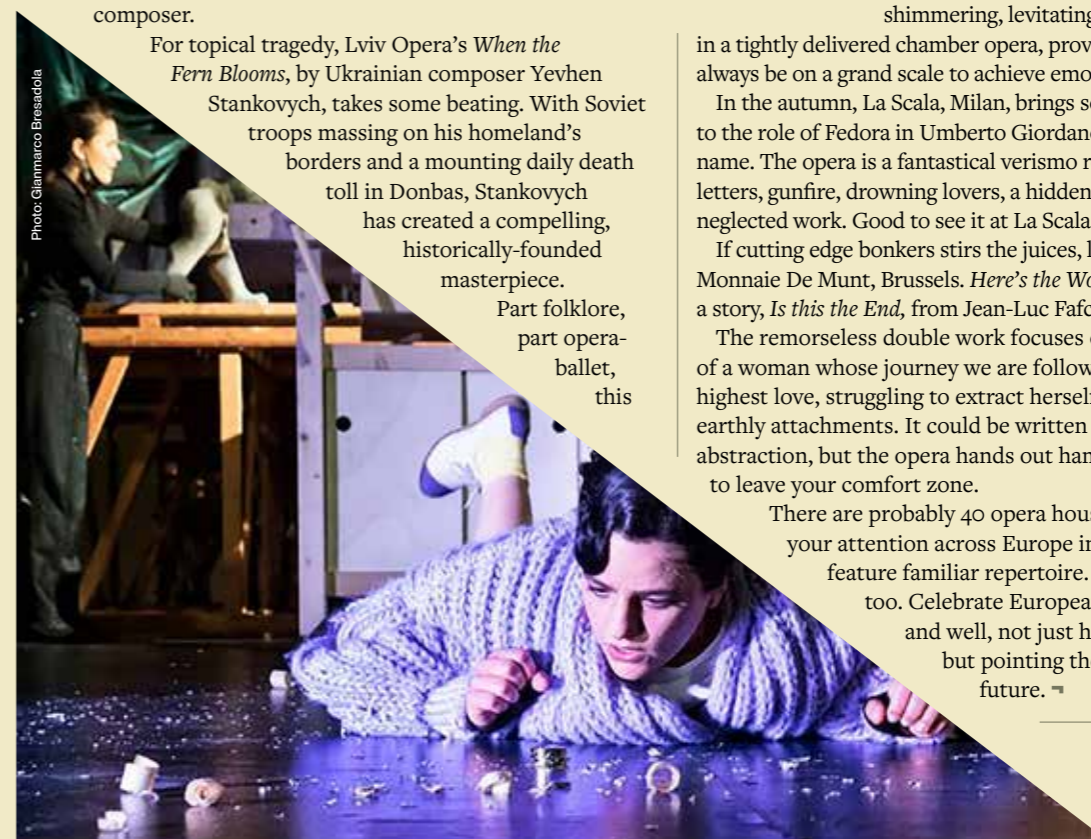 composer.
For topical tragedy, Lviv Opera’s When the
Fern Blooms, by Ukrainian composer Yevhen
Stankovych, takes some beating. With Soviet
troops massing on his homeland’s
borders and a mounting daily death
toll in Donbas, Stankovych
has created a compelling,
historically-founded
masterpiece.
Part folklore,
part opera-
ballet,
this
Photo: Gianmarco Bresadola
shimmering, levitating
in a tightly delivered chamber opera, prov
always be on a grand scale to achieve emo
In the autumn, La Scala, Milan, brings
to the role of Fedora in Umberto Giordan
name. The opera is a fantastical verismo
letters, gunfire, drowning lovers, a hidden
neglected work. Good to see it at La Scala
If cutting edge bonkers stirs the juices,
Monnaie De Munt, Brussels. Here’s the Wo
a story, Is this the End, from Jean-Luc Fafc
The remorseless double work focuses
of a woman whose journey we are follow
highest love, struggling to extract hersel
earthly attachments. It could be written
abstraction, but the opera hands out han
to leave your comfort zone.
There are probably 40 opera hou
your attention across Europe in
feature familiar repertoire.
too. Celebrate Europea
and well, not just h
but pointing th
future.